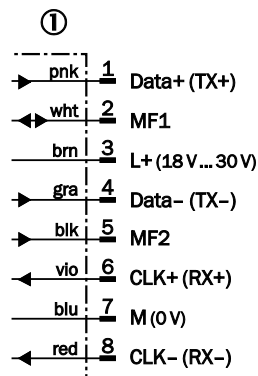 ①
pnk 1 Data+ (TX+)
wht 2 MF1
brn 3 L+ (18 V ... 30 V)
gra 4 Data– (TX–)
blk 5 MF2
vio 6 CLK+ (RX+)
blu 7 M (0 V)
red 8 CLK– (RX–)